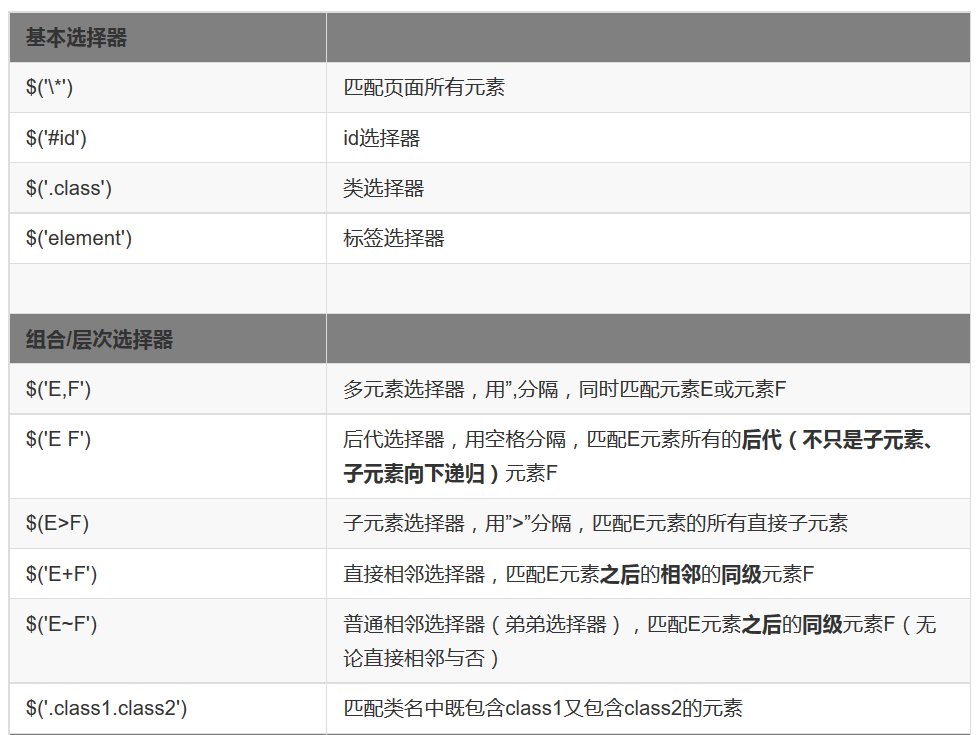 基本选择器
$('\*') 匹配页面所有元素
$('#id') id选择器
$('.class') 类选择器
$('element') 标签选择器
组合/层次选择器
$('E,F') 多元素选择器，用”,分隔，同时匹配元素E或元素F
$('E F') 后代选择器，用空格分隔，匹配E元素所有的后代（不只是子元素、
子元素向下递归）元素F
$(E>F) 子元素选择器，用”>”分隔，匹配E元素的所有直接子元素
$('E+F') 直接相邻选择器，匹配E元素之后的相邻的同级元素F
$('E~F') 普通相邻选择器（弟弟选择器），匹配E元素之后的同级元素F（无
论直接相邻与否）
$('.class1.class2') 匹配类名中既包含class1又包含class2的元素